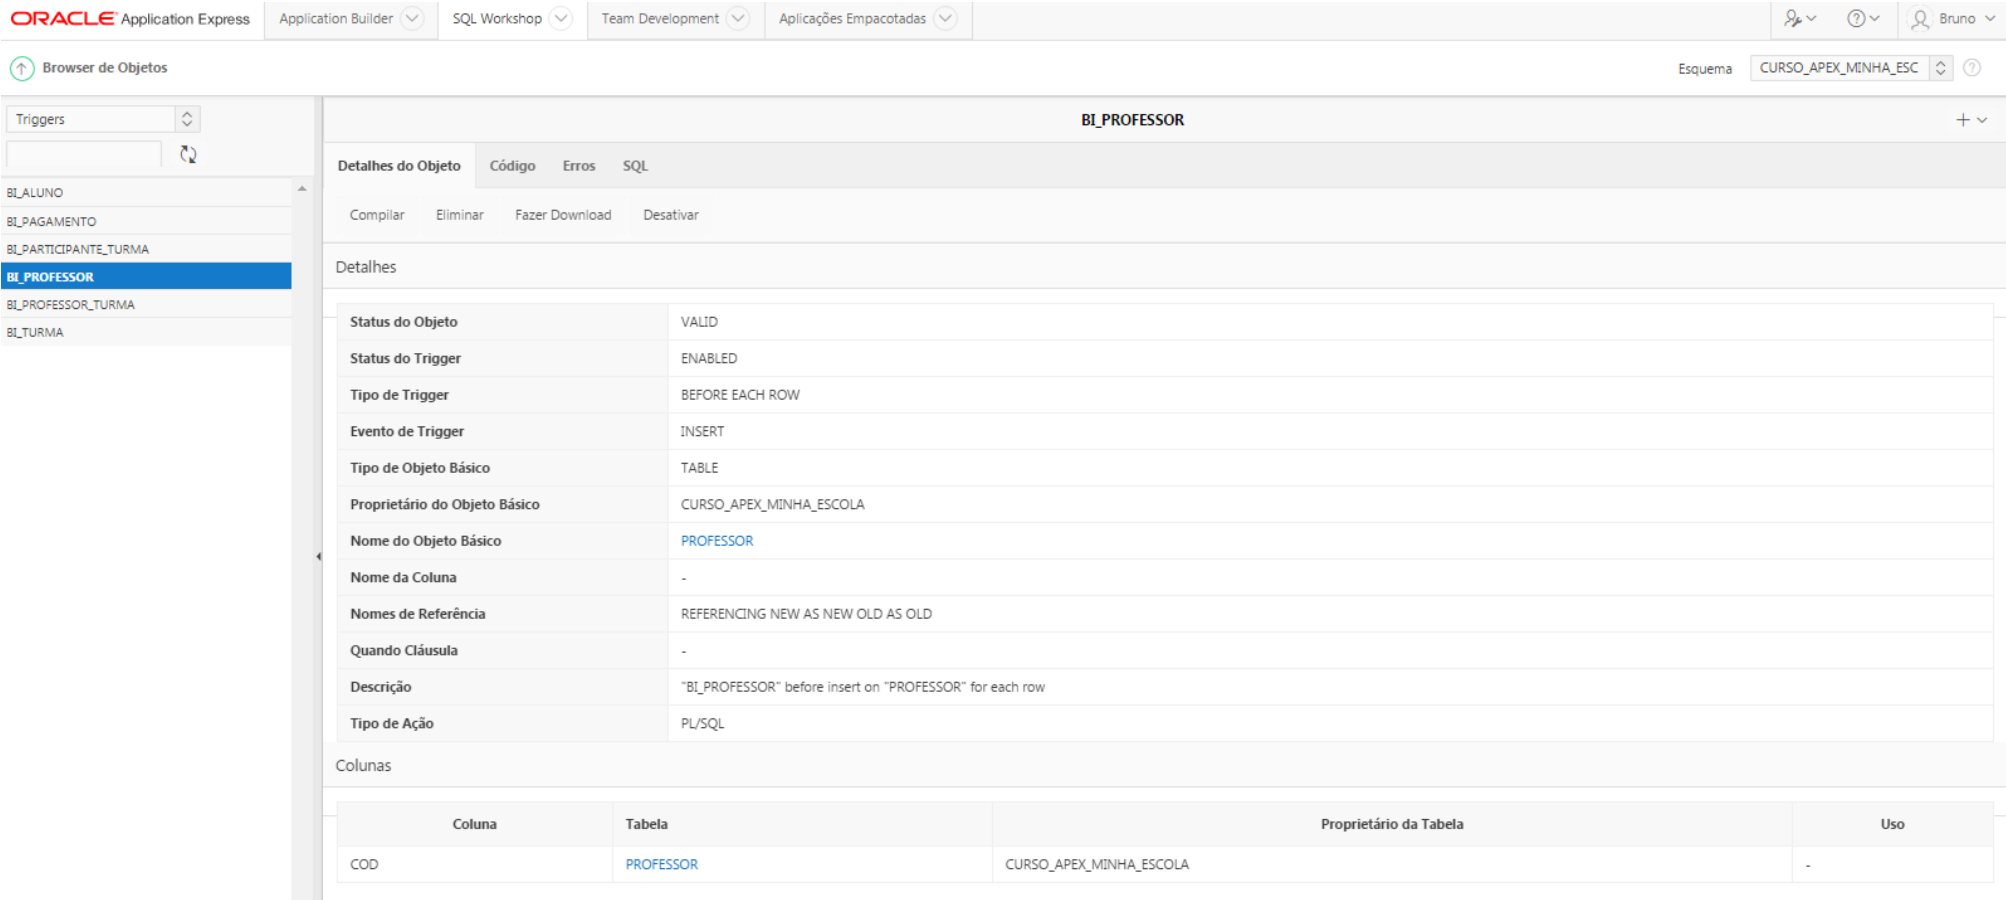 ORACLE Application Express Application Builder SQL Workshop Team Development Aplicações Empacotadas Bruno
Browser de Objetos
Esquema CURSO_APEX_MINHA_ESC
Triggers
BI_ALUNO
BI_PAGAMENTO
BI_PARTICIPANTE_TURMA
BI_PROFESSOR
BI_PROFESSOR_TURMA
BI_TURMA
BI_PROFESSOR
Detalhes do Objeto Código Erros SQL
Compilar Eliminar Fazer Download Desativar
Detalhes
Status do Objeto VALID
Status do Trigger ENABLED
Tipo de Trigger BEFORE EACH ROW
Evento de Trigger INSERT
Tipo de Objeto Básico TABLE
Proprietário do Objeto Básico CURSO_APEX_MINHA_ESCOLA
Nome do Objeto Básico PROFESSOR
Nome da Coluna -
Nomes de Referência REFERENCING NEW AS NEW OLD AS OLD
Quando Cláusula -
Descrição "BI_PROFESSOR" before insert on "PROFESSOR" for each row
Tipo de Ação PL/SQL
Colunas
Coluna Tabela Proprietário da Tabela Uso
COD PROFESSOR CURSO_APEX_MINHA_ESCOLA -